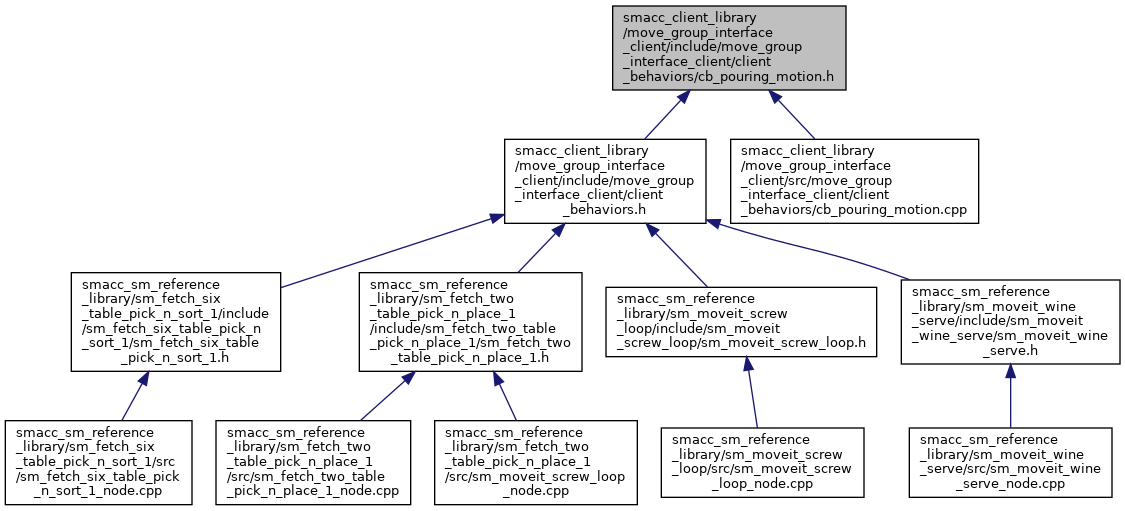 smacc_client_library
/move_group_interface
_client/include/move_group
_interface_client/client
_behaviors/cb_pouring_motion.h
smacc_client_library
/move_group_interface
_client/include/move_group
_interface_client/client
_behaviors.h
smacc_client_library
/move_group_interface
_client/src/move_group
_interface_client/client
_behaviors/cb_pouring_motion.cpp
smacc_sm_reference
_library/sm_fetch_six
_table_pick_n_sort_1/include
/sm_fetch_six_table_pick_n
_sort_1/sm_fetch_six_table
_pick_n_sort_1.h
smacc_sm_reference
_library/sm_fetch_two
_table_pick_n_place_1
/include/sm_fetch_two_table
_pick_n_place_1/sm_fetch_two
_table_pick_n_place_1.h
smacc_sm_reference
_library/sm_moveit_screw
_loop/include/sm_moveit
_screw_loop/sm_moveit_screw_loop.h
smacc_sm_reference
_library/sm_moveit_wine
_serve/include/sm_moveit
_wine_serve/sm_moveit_wine
_serve.h
smacc_sm_reference
_library/sm_fetch_six
_table_pick_n_sort_1/src
/sm_fetch_six_table_pick
_n_sort_1_node.cpp
smacc_sm_reference
_library/sm_fetch_two
_table_pick_n_place_1
/src/sm_fetch_two_table
_pick_n_place_1_node.cpp
smacc_sm_reference
_library/sm_fetch_two
_table_pick_n_place_1
/src/sm_moveit_screw_loop
_node.cpp
smacc_sm_reference
_library/sm_moveit_screw
_loop/src/sm_moveit_screw
_loop_node.cpp
smacc_sm_reference
_library/sm_moveit_wine
_serve/src/sm_moveit_wine
_serve_node.cpp